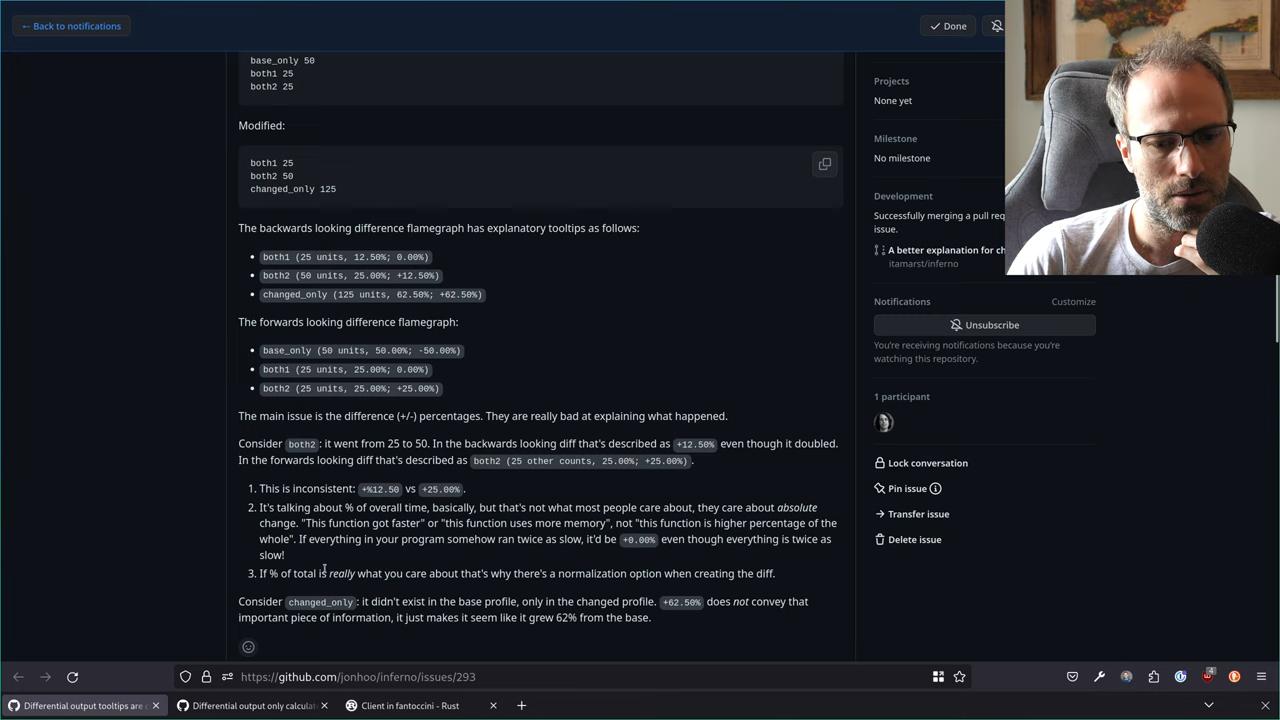 ← Back to notifications
Done
base_only 50
both1 25
both2 25
Projects
None yet
Modified:
Milestone
No milestone
both1 25
both2 50
changed_only 125
Development
Successfully merging a pull req
issue.
The backwards looking difference flamegraph has explanatory tooltips as follows:
A better explanation for ch
itamarst/inferno
• both1 (25 units, 12.50%; 0.00%)
• both2 (50 units, 25.00%; +12.50%)
• changed_only (125 units, 62.50%; +62.50%)
Notifications
Customize
Unsubscribe
You're receiving notifications because you're
watching this repository.
The forwards looking difference flamegraph:
• base_only (50 units, 50.00%; -50.00%)
• both1 (25 units, 25.00%; 0.00%)
• both2 (25 units, 25.00%; +25.00%)
1 participant
The main issue is the difference (+/-) percentages. They are really bad at explaining what happened.
Consider both2: it went from 25 to 50. In the backwards looking diff that's described as +12.50% even though it doubled.
In the forwards looking diff that's described as both2 (25 other counts, 25.00%; +25.00%).
1. This is inconsistent: +%12.50 vs +25.00%.
2. It's talking about % of overall time, basically, but that's not what most people care about, they care about absolute
change. "This function got faster" or "this function uses more memory", not "this function is higher percentage of the
whole". If everything in your program somehow ran twice as slow, it'd be +0.00% even though everything is twice as
slow!
3. If % of total is really what you care about that's why there's a normalization option when creating the diff.
Consider changed_only: it didn't exist in the base profile, only in the changed profile. +62.50% does not convey that
important piece of information, it just makes it seem like it grew 62% from the base.
Lock conversation
Pin issue
Transfer issue
Delete issue
https://github.com/jonhoo/inferno/issues/293
4
Differential output tooltips are
Differential output only calculat
Client in fantoccini - Rust